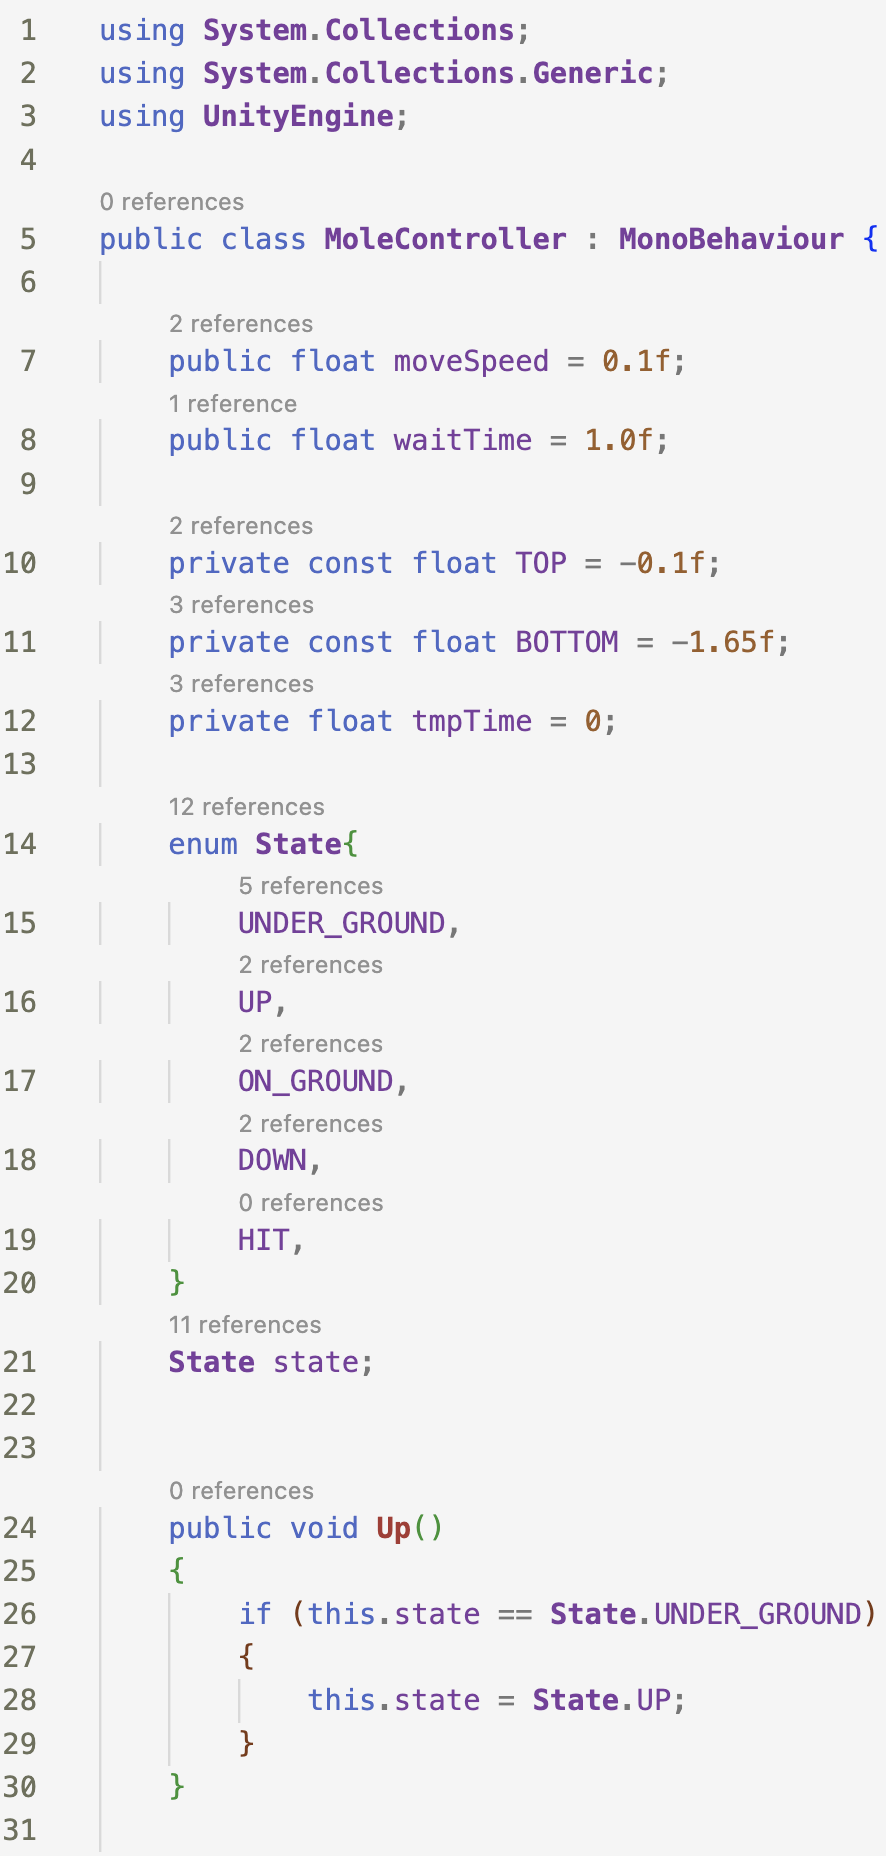 1 using System.Collections;
2 using System.Collections.Generic;
3 using UnityEngine;
4
0 references
5 public class MoleController : MonoBehaviour {
6
2 references
7 public float moveSpeed = 0.1f;
1 reference
8 public float waitTime = 1.0f;
9
2 references
10 private const float TOP = -0.1f;
3 references
11 private const float BOTTOM = -1.65f;
3 references
12 private float tmpTime = 0;
13
12 references
14 enum State{
5 references
15 UNDER_GROUND,
2 references
16 UP,
2 references
17 ON_GROUND,
2 references
18 DOWN,
0 references
19 HIT,
20 }
11 references
21 State state;
22
23
0 references
24 public void Up()
25 {
26 if (this.state == State.UNDER_GROUND)
27 {
28 this.state = State.UP;
29 }
30 }
31